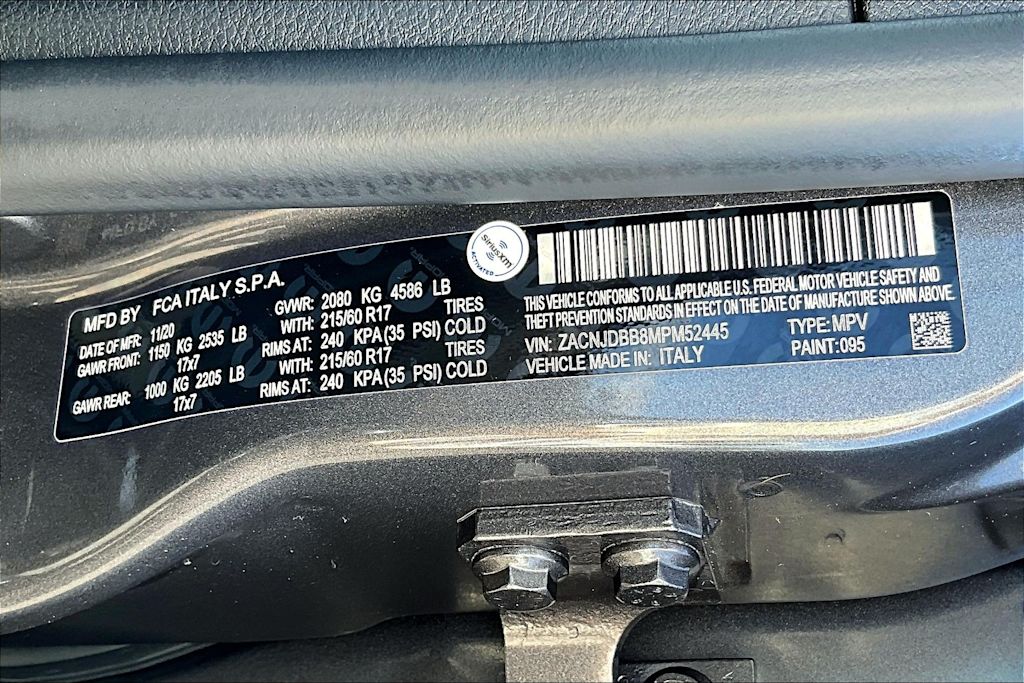 MFD BY FCA ITALY S.P.A.
DATE OF MFR: 11/20 GVWR: 2080 KG 4586 LB
GAWR FRONT: 1150 KG 2535 LB WITH: 215/60 R17 TIRES
17x7 RIMS AT: 240 KPA(35 PSI) COLD
GAWR REAR: 1000 KG 2205 LB WITH: 215/60 R17 TIRES
17x7 RIMS AT: 240 KPA(35 PSI) COLD
siriusxm
ACTIVATED
THIS VEHICLE CONFORMS TO ALL APPLICABLE U.S. FEDERAL MOTOR VEHICLE SAFETY AND
THEFT PREVENTION STANDARDS IN EFFECT ON THE DATE OF MANUFACTURE SHOWN ABOVE.
VIN: ZACNJDBB8MPM52445 TYPE: MPV
VEHICLE MADE IN: ITALY PAINT: 095